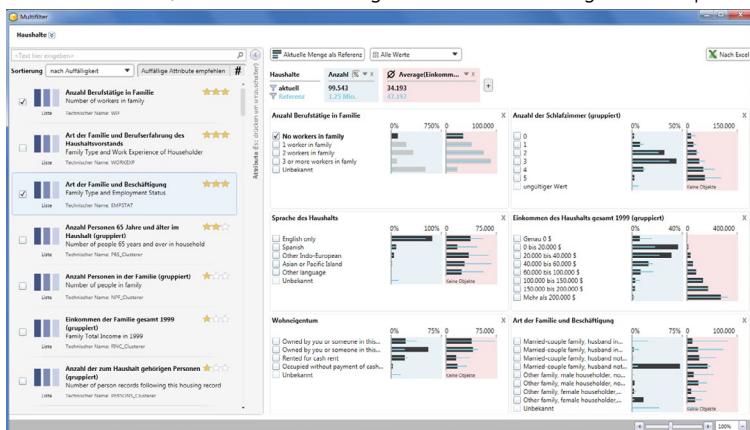 Multifilter
Haushalte
<Text hier eingeben>
Sortierung nach Auffäligkeit Auffällige Attribute empfehlen #
Anzahl Berufstätige in Familie
Number of workers in family
Liste Technischer Name: WIF
Art der Familie und Berufserfahrung des
Haushaltsvorstands
Family Type and Work Experience of Householder
Liste Technischer Name: WORKEXP
Art der Familie und Beschäftigung
Family Type and Employment Status
Liste Technischer Name: EMPSTAT
Anzahl Personen 65 Jahre und älter im
Haushalt (gruppiert)
Number of people 65 years and over in household
Liste Technischer Name: P65_Clusterer
Anzahl Personen in der Familie (gruppiert)
Number of people in family
Liste Technischer Name: NPF_Clusterer
Einkommen der Familie gesamt 1999
(gruppiert)
Family Total Income in 1999
Liste Technischer Name: FINC_Clusterer
Anzahl der zum Haushalt gehörigen Personen
(gruppiert)
Number of person records following this housing record
Liste Technischer Name: PERSONS_Clusterer
Aktuelle Menge als Referenz Alle Werte Nach Excel
Haushalte Anzahl % x Ø Average(Einkomm... x
aktuell 99.543 34.193
Referenz 1.25 Mio. 47.197
+
Anzahl Berufstätige in Familie X
0% 750% 0 100.000
No workers in family
1 worker in family
2 workers in family
3 or more workers in family
Unbekannt
Anzahl der Schlafzimmer (gruppiert) X
0% 50% 0 150.000
0
1
2
3
4
5
ungültiger Wert Keine Objekte
Sprache des Haushalts X
0% 100% 0 75.000
English only
Spanish
Other Indo-European
Asian or Pacific Island
Other language
Unbekannt Keine Objekte
Einkommen des Haushalts gesamt 1999 (gruppiert) X
0% 40% 0 400.000
Genau 0 $
0 bis 20.000 $
20.000 bis 40.000 $
40.000 bis 60.000 $
60.000 bis 100.000 $
100.000 bis 150.000 $
150.000 bis 200.000 $
Mehr als 200.000 $
Wohneigentum X
0% 75% 0 75.000
Owned by you or someone in this...
Owned by you or someone in this...
Rented for cash rent
Occupied without payment of cash...
Unbekannt Keine Objekte
Art der Familie und Beschäftigung X
0% 75% 0 100.000
Married-couple family, husband in...
Married-couple family, husband in...
Married-couple family, husband not...
Married-couple family, husband not...
Other family, male householder, no...
Other family, male householder, no...
Other family, female householder,...
Other family, female householder,...
Unbekannt Keine Objekte
100%